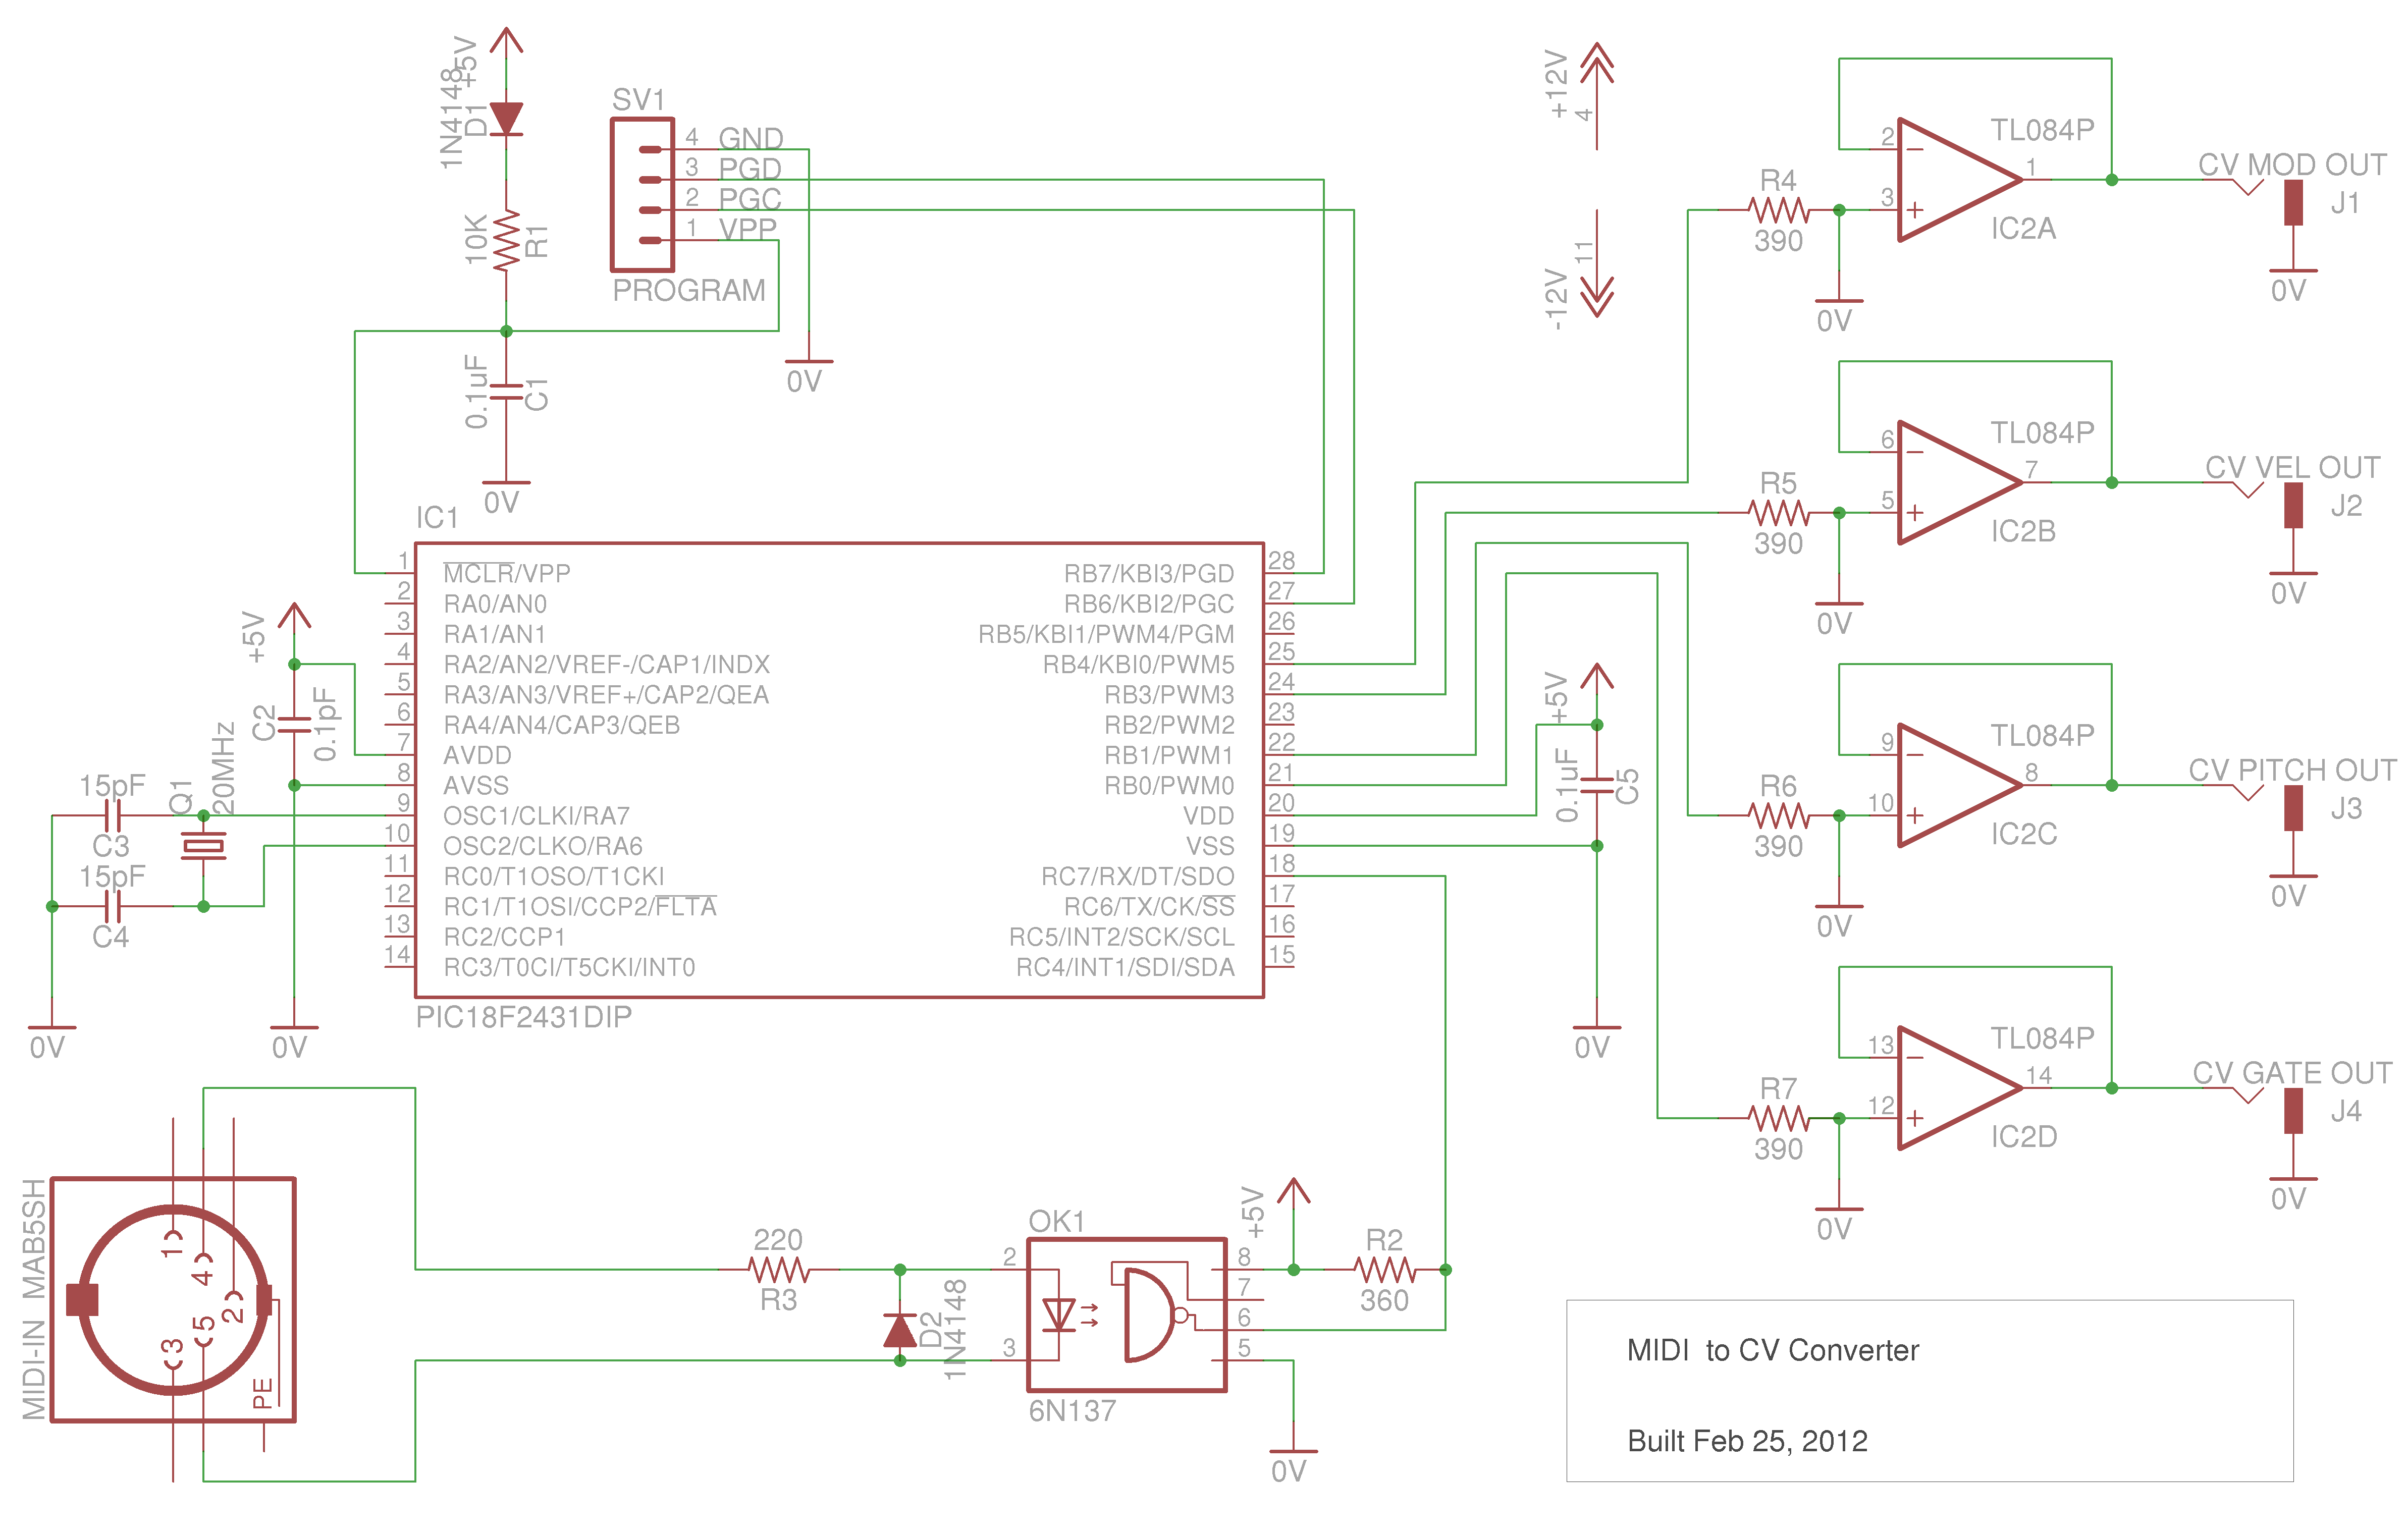 +5V
1N4148
D1
10K
R1
0.1uF
C1
0V
SV1
4 GND
3 PGD
2 PGC
1 VPP
PROGRAM
0V
+12V
4
11
-12V
IC1
1 MCLR/VPP
2 RA0/AN0
3 RA1/AN1
4 RA2/AN2/VREF-/CAP1/INDX
5 RA3/AN3/VREF+/CAP2/QEA
6 RA4/AN4/CAP3/QEB
7 AVDD
8 AVSS
9 OSC1/CLKI/RA7
10 OSC2/CLKO/RA6
11 RC0/T1OSO/T1CKI
12 RC1/T1OSI/CCP2/FLTA
13 RC2/CCP1
14 RC3/T0CI/T5CKI/INT0
RB7/KBI3/PGD 28
RB6/KBI2/PGC 27
RB5/KBI1/PWM4/PGM 26
RB4/KBI0/PWM5 25
RB3/PWM3 24
RB2/PWM2 23
RB1/PWM1 22
RB0/PWM0 21
VDD 20
VSS 19
RC7/RX/DT/SDO 18
RC6/TX/CK/SS 17
RC5/INT2/SCK/SCL 16
RC4/INT1/SDI/SDA 15
PIC18F2431DIP
+5V
C2
0.1pF
Q1
20MHz
15pF
C3
15pF
C4
0V
0V
+5V
0.1uF
C5
0V
R4
390
2
3
1
TL084P
IC2A
0V
CV MOD OUT
J1
0V
R5
390
6
5
7
TL084P
IC2B
0V
CV VEL OUT
J2
0V
R6
390
9
10
8
TL084P
IC2C
0V
CV PITCH OUT
J3
0V
R7
390
13
12
14
TL084P
IC2D
0V
CV GATE OUT
J4
0V
MIDI-IN MAB5SH
1
4
2
5
3
PE
220
R3
D2
1N4148
OK1
2
3
8
7
6
5
6N137
+5V
R2
360
0V
MIDI to CV Converter
Built Feb 25, 2012